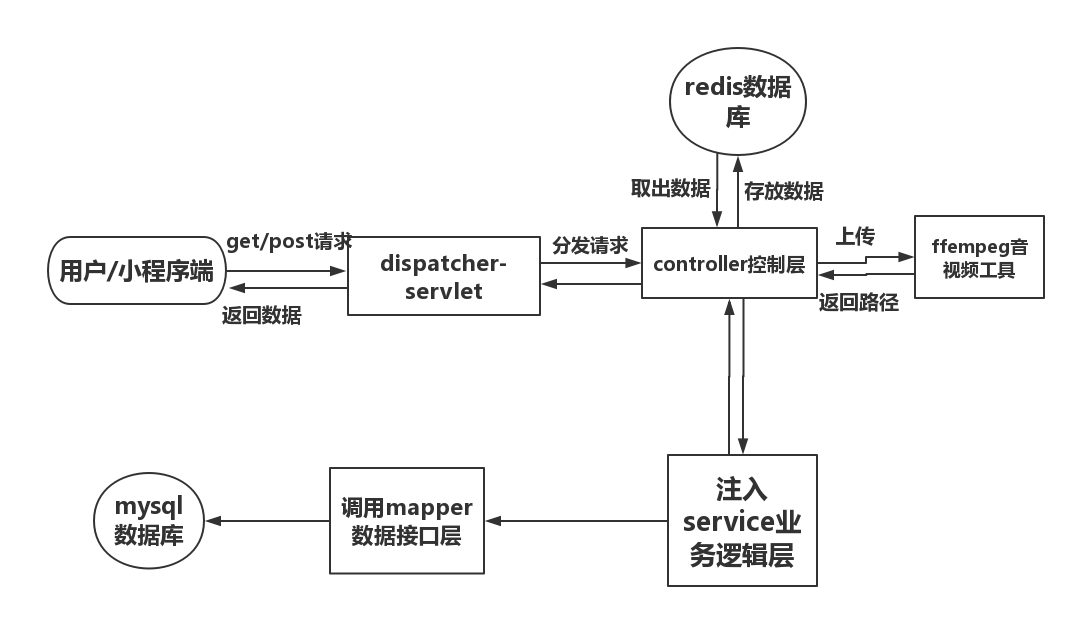 redis数据
库
取出数据
存放数据
get/post请求
用户/小程序端
返回数据
dispatcher-
servlet
分发请求
controller控制层
上传
返回路径
ffempeg音
视频工具
注入
service业
务逻辑层
调用mapper
数据接口层
mysql
数据库